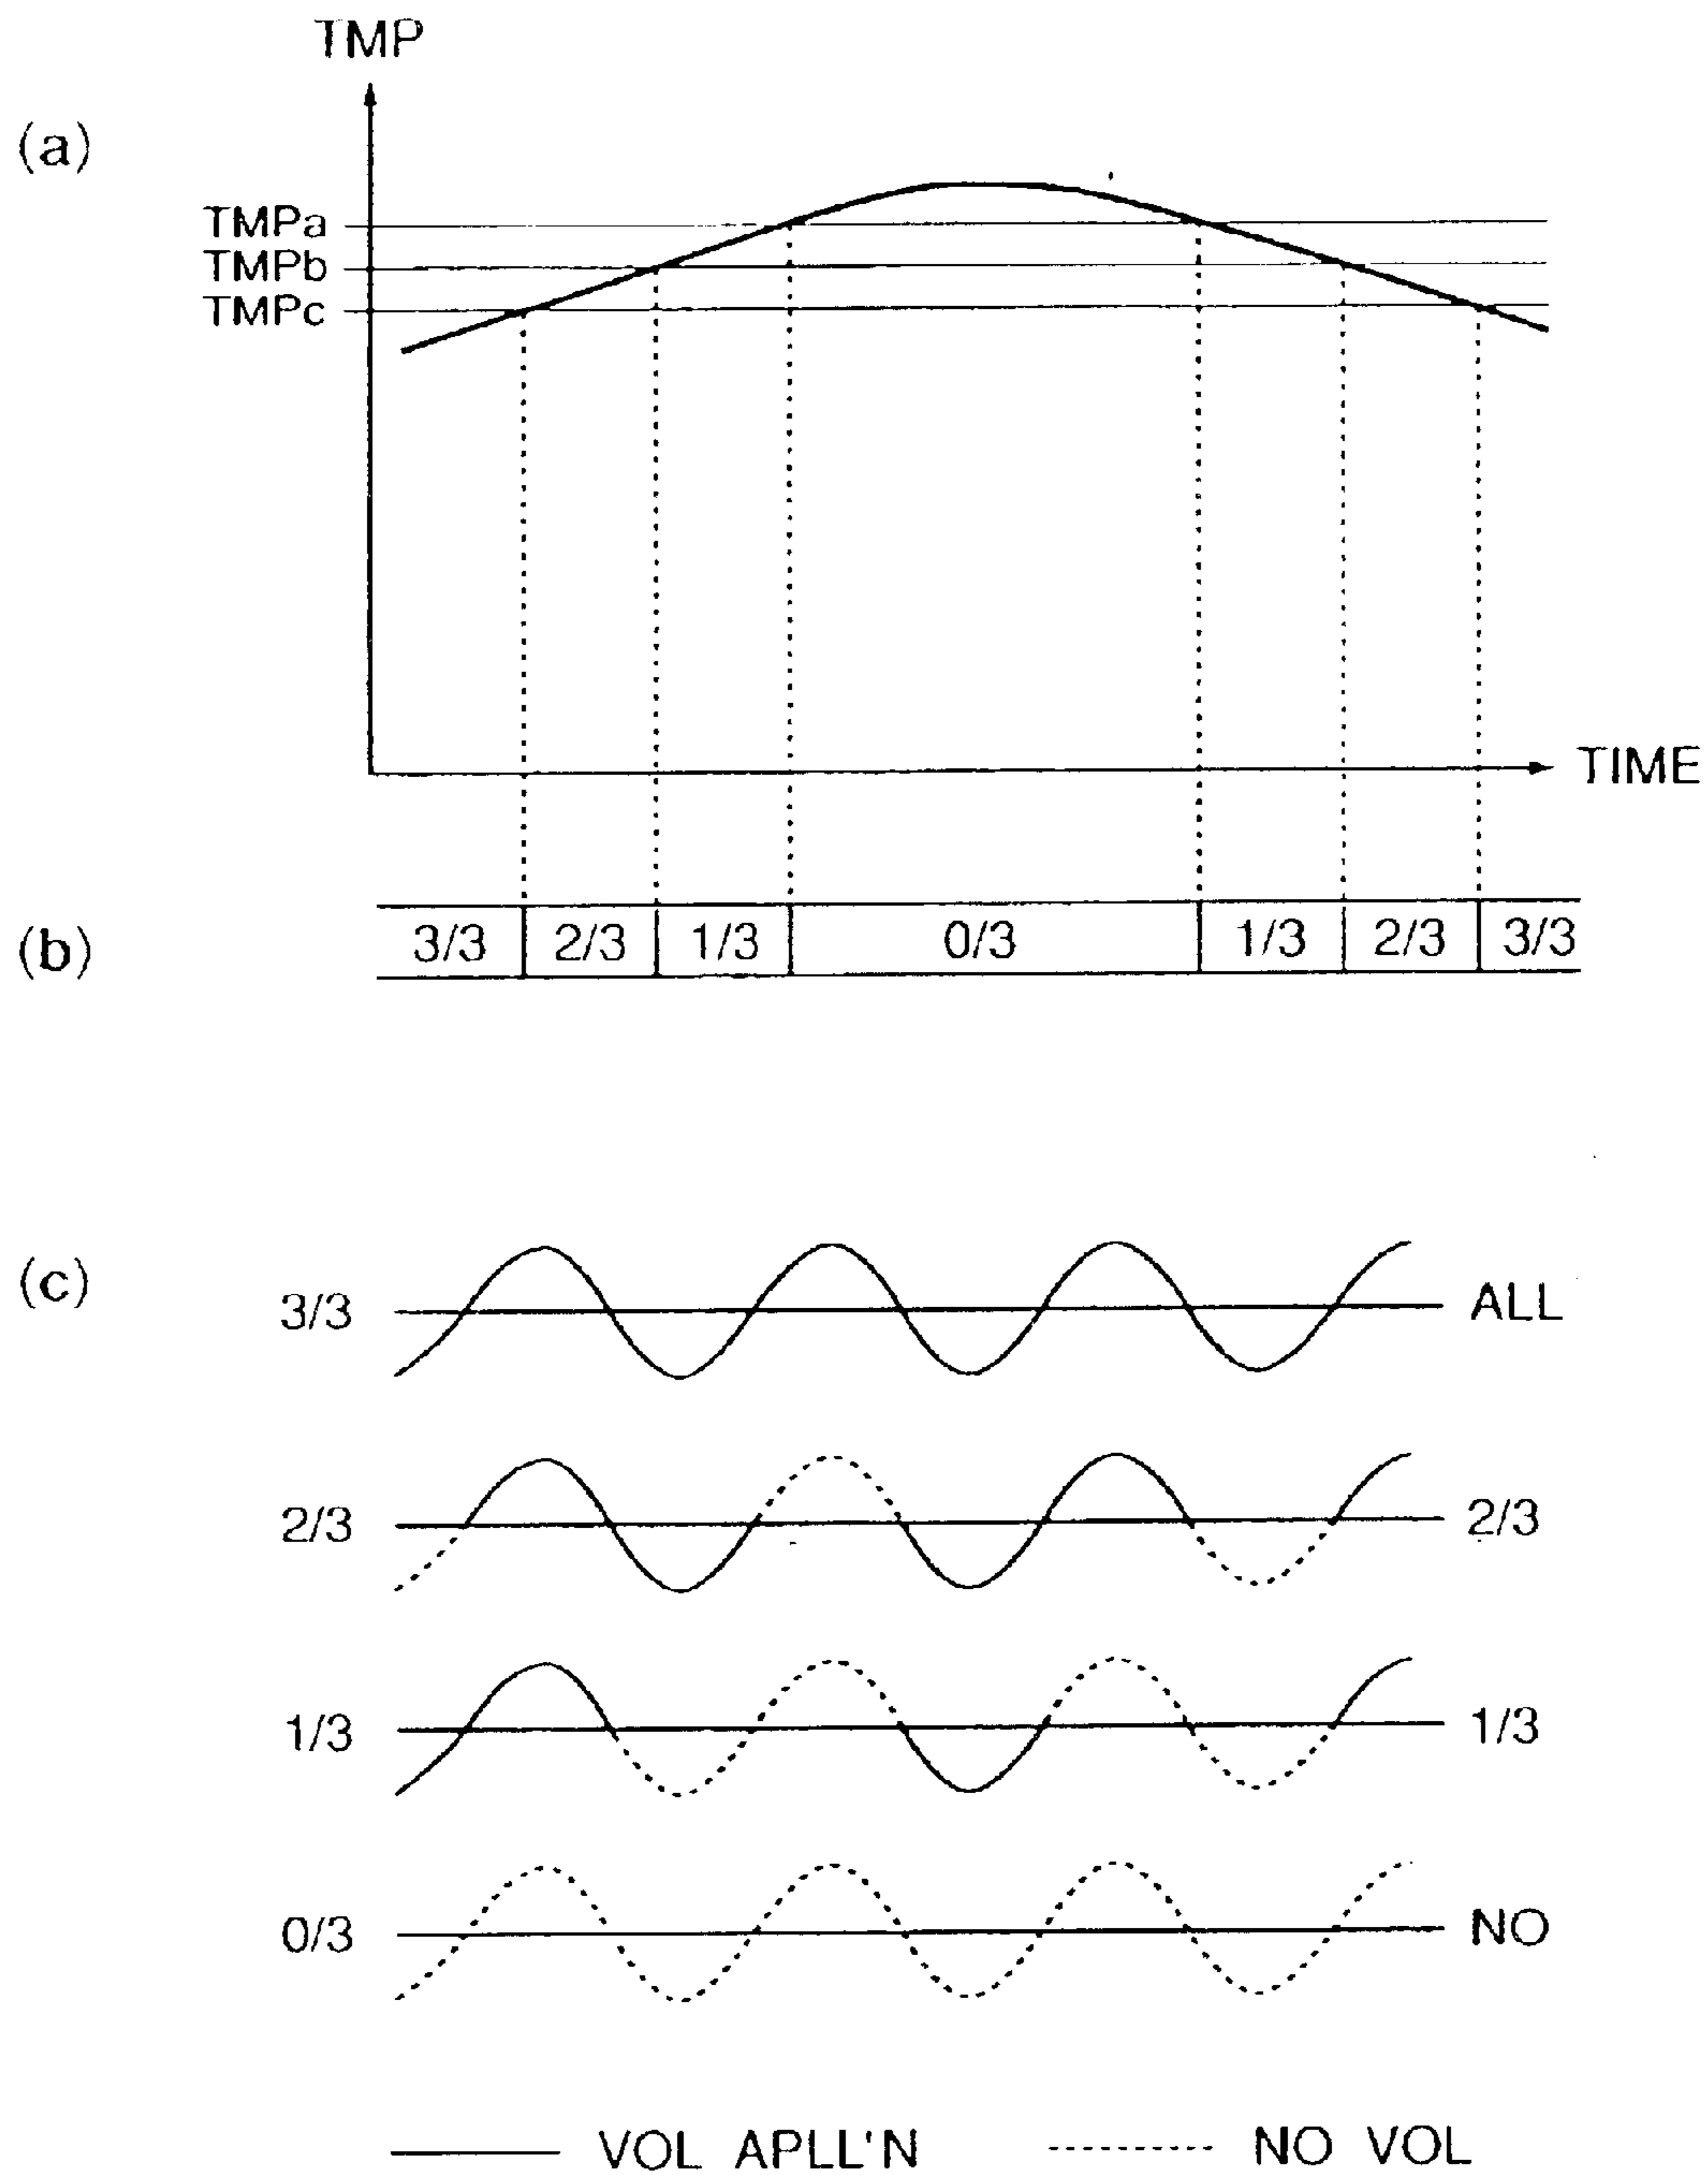 TMP
(a)
TMPa
TMPb
TMPc
TIME
(b) 3/3 2/3 1/3 0/3 1/3 2/3 3/3
(c)
3/3 ALL
2/3 2/3
1/3 1/3
0/3 NO
VOL APLL'N NO VOL